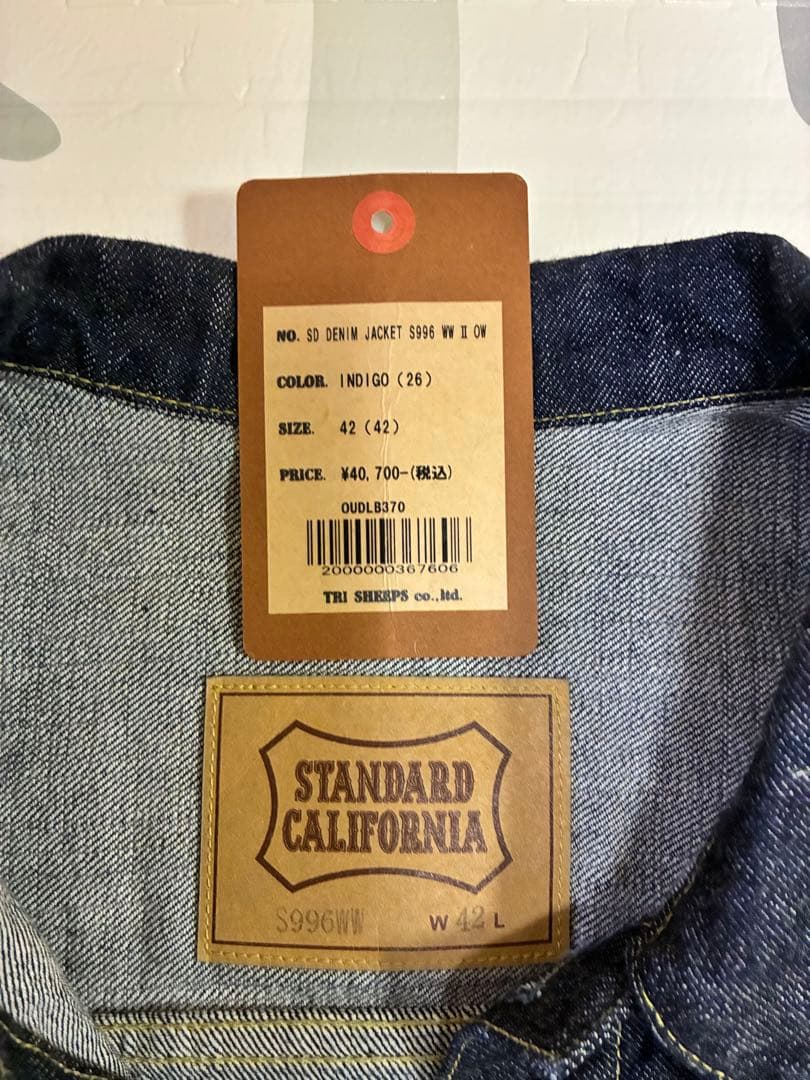 NO. SD DENIM JACKET S996 WW Ⅱ OW
COLOR. INDIGO (26)
SIZE. 42 (42)
PRICE. ¥40,700-(税込)
OUDLB370
2000000367606
TRI SHEEPS co.,ltd.
STANDARD
CALIFORNIA
S996WW W 42 L